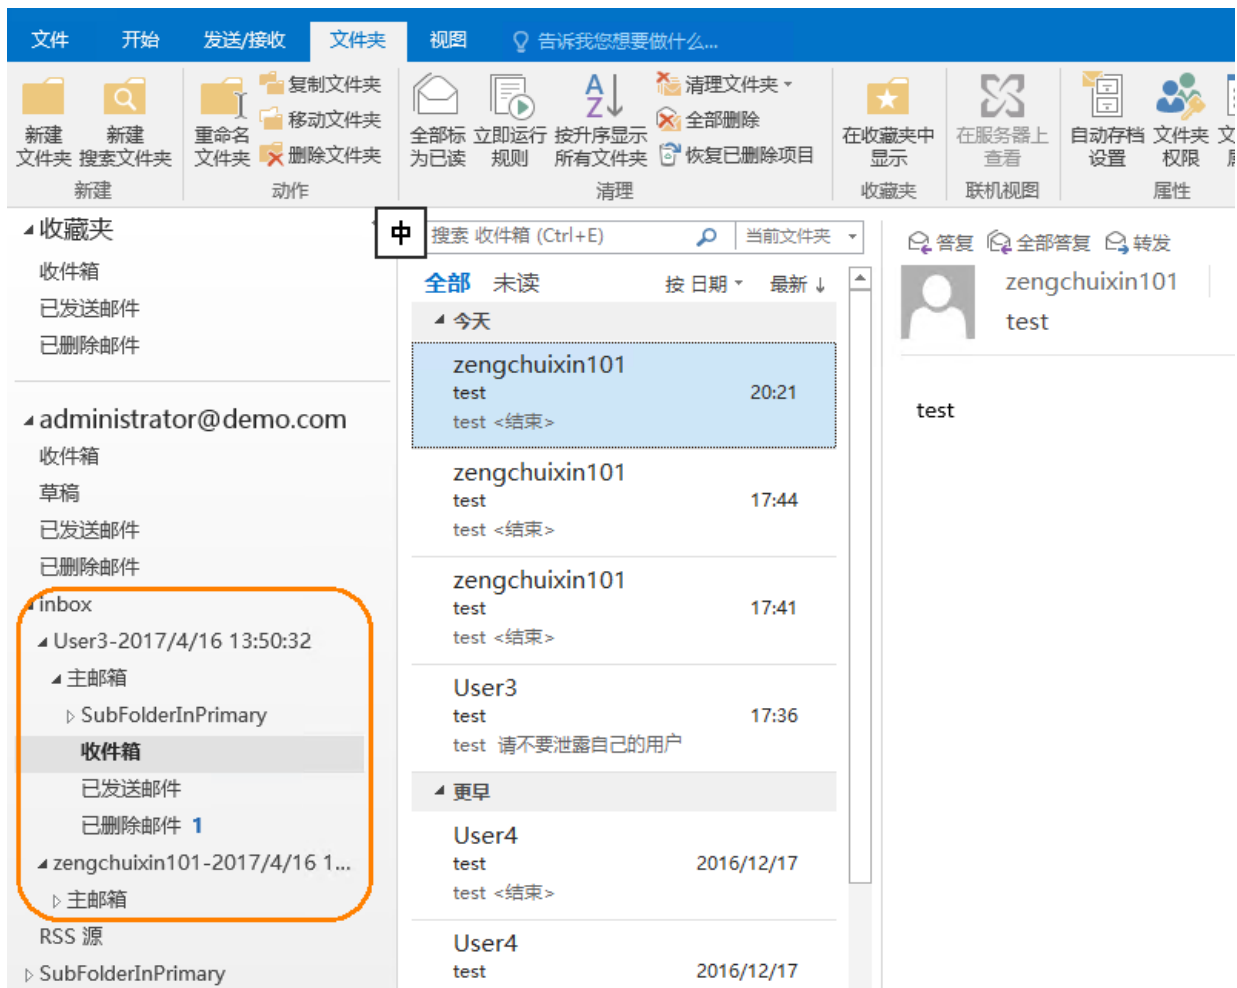 文件 开始 发送/接收 文件夹 视图 告诉我您想要做什么...
新建
文件夹
新建
搜索文件夹
新建
重命名
文件夹
复制文件夹
移动文件夹
删除文件夹
动作
全部标
为已读
立即运行
规则
按升序显示
所有文件夹
清理文件夹
全部删除
恢复已删除项目
清理
在收藏夹中
显示
收藏夹
在服务器上
查看
联机视图
自动存档
设置
文件夹
权限
属性
收藏夹
收件箱
已发送邮件
已删除邮件
administrator@demo.com
收件箱
草稿
已发送邮件
已删除邮件
inbox
User3-2017/4/16 13:50:32
主邮箱
SubFolderInPrimary
收件箱
已发送邮件
已删除邮件 1
zengchuixin101-2017/4/16 1...
主邮箱
RSS 源
SubFolderInPrimary
中
搜索 收件箱 (Ctrl+E) 当前文件夹
全部 未读 按 日期 最新 ↓
今天
zengchuixin101
test 20:21
test <结束>
zengchuixin101
test 17:44
test <结束>
zengchuixin101
test 17:41
test <结束>
User3
test 17:36
test 请不要泄露自己的用户
更早
User4
test 2016/12/17
test <结束>
User4
test 2016/12/17
答复 全部答复 转发
zengchuixin101
test
test